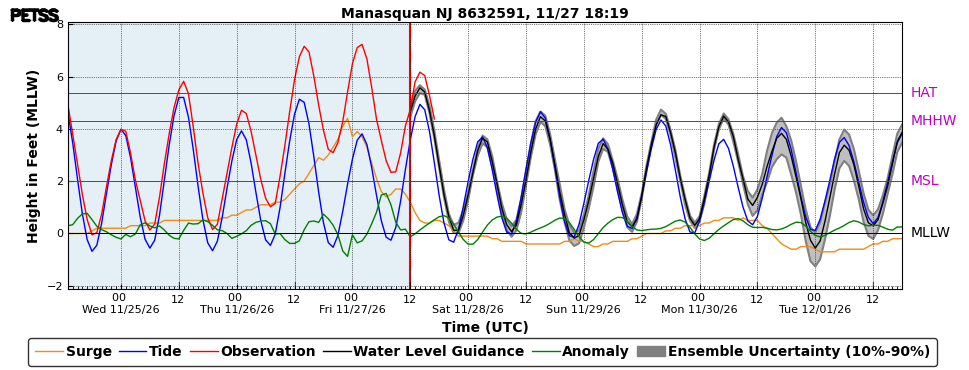 PETSS
Manasquan NJ 8632591, 11/27 18:19
Height in Feet (MLLW)
8
6
4
2
0
−2
HAT
MHHW
MSL
MLLW
00 12 00 12 00 12 00 12 00 12 00 12 00 12
Wed 11/25/26 Thu 11/26/26 Fri 11/27/26 Sat 11/28/26 Sun 11/29/26 Mon 11/30/26 Tue 12/01/26
Time (UTC)
Surge Tide Observation Water Level Guidance Anomaly Ensemble Uncertainty (10%-90%)